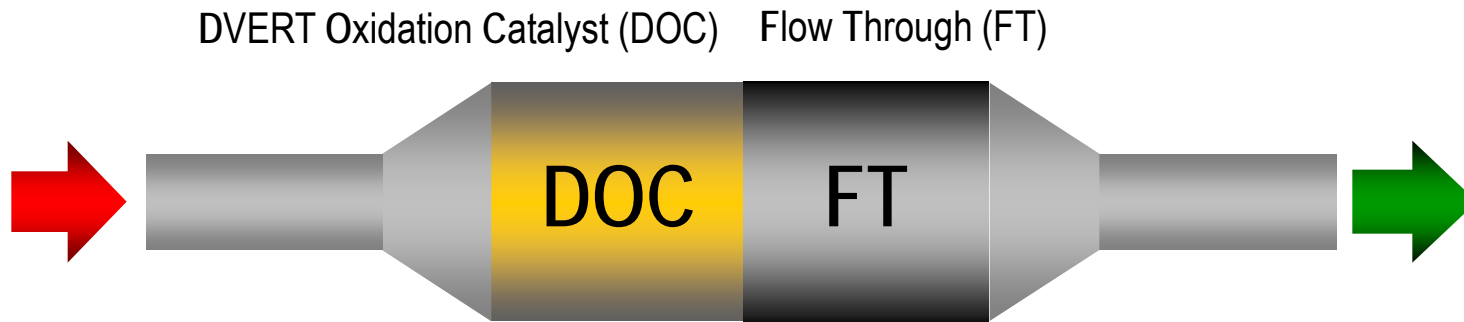 DVERT Oxidation Catalyst (DOC) Flow Through (FT)
DOC FT